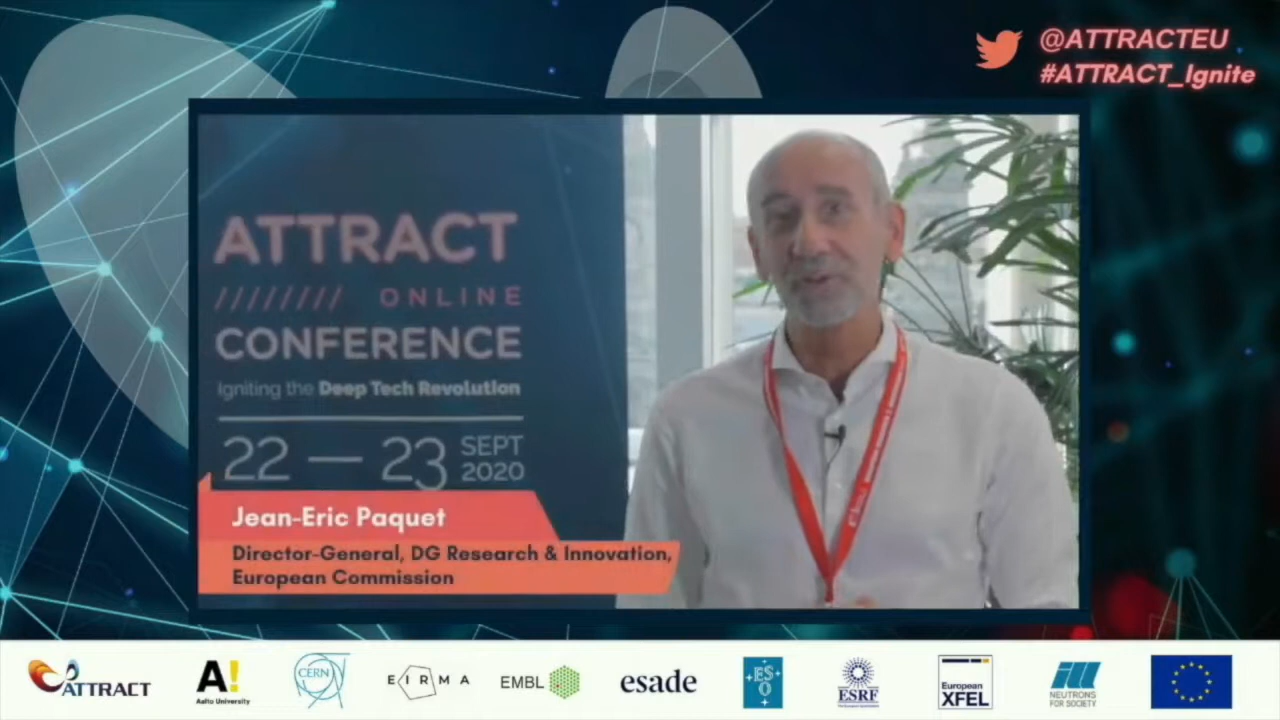 @ATTRACTEU
#ATTRACT_Ignite
ATTRACT
//////// ONLINE
CONFERENCE
Igniting the Deep Tech Revolution
22 — 23 SEPT 2020
Jean-Eric Paquet
Director-General, DG Research & Innovation,
European Commission
ATTRACT
A!
Aalto University
CERN
EIRMA
EMBL
esade
ESO
ESRF
European
XFEL
ill
NEUTRONS
FOR SOCIETY